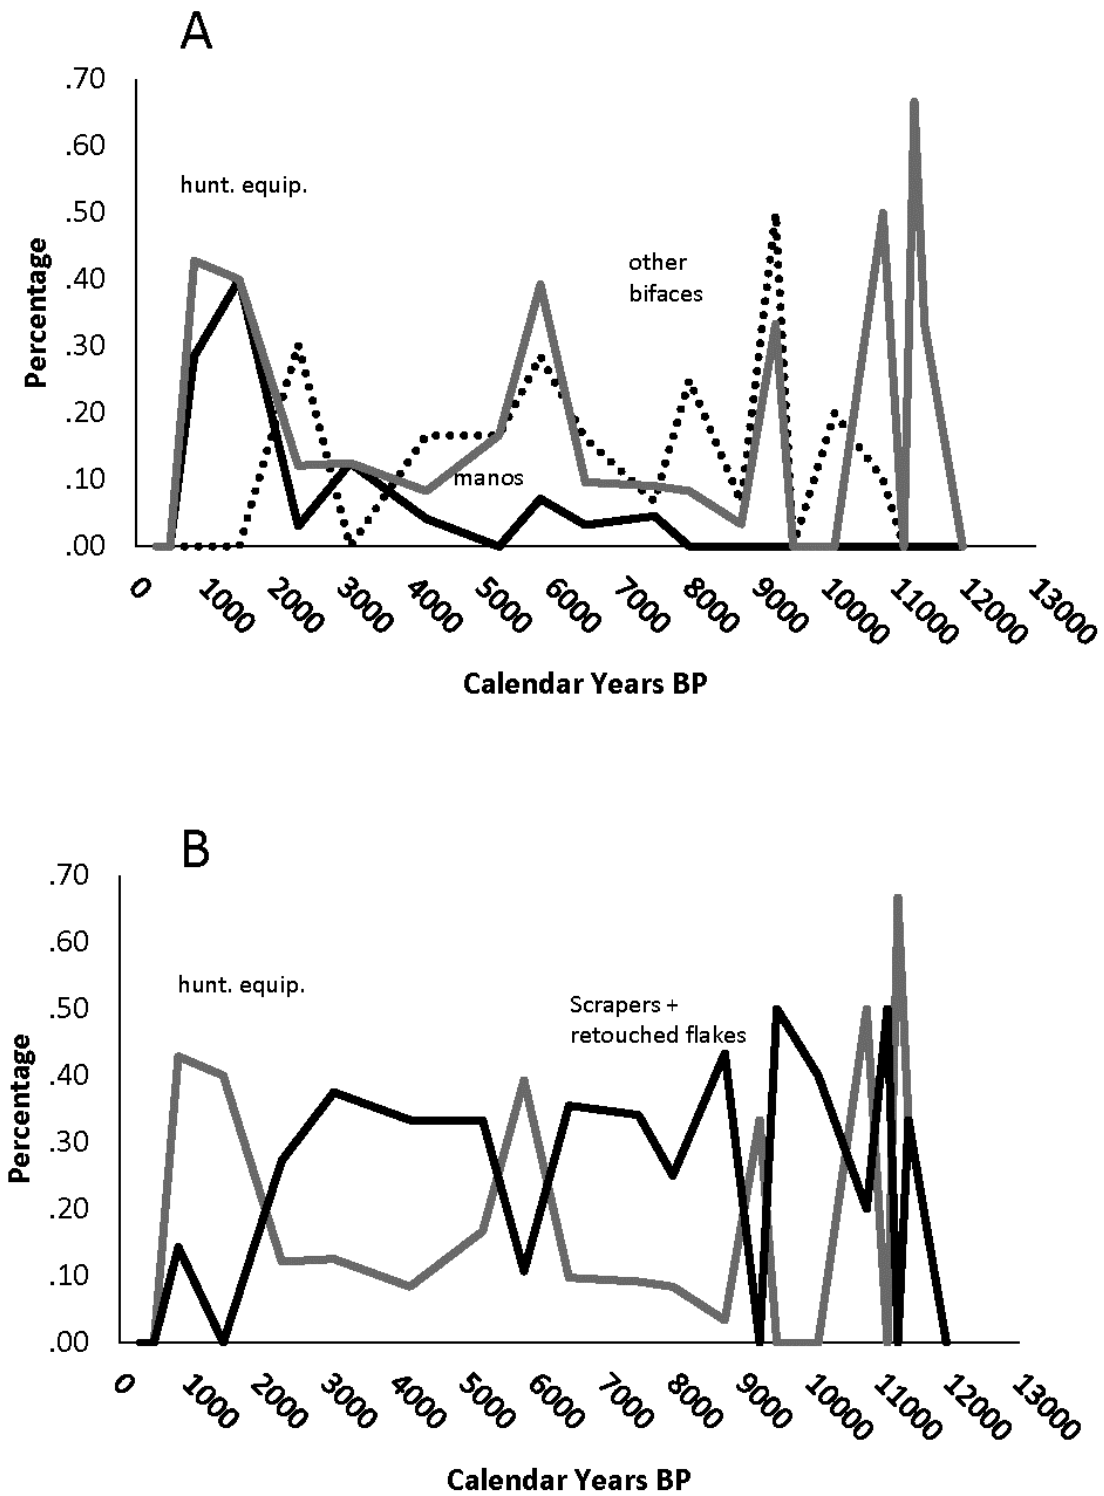 A
.70
.60
hunt. equip.
.50
other
bifaces
.40
.30
.20
manos
.10
.00
Percentage
0 1000 2000 3000 4000 5000 6000 7000 8000 9000 10000 11000 12000 13000
Calendar Years BP
B
.70
.60
hunt. equip.
Scrapers +
retouched flakes
.50
.40
.30
.20
.10
.00
Percentage
0 1000 2000 3000 4000 5000 6000 7000 8000 9000 10000 11000 12000 13000
Calendar Years BP